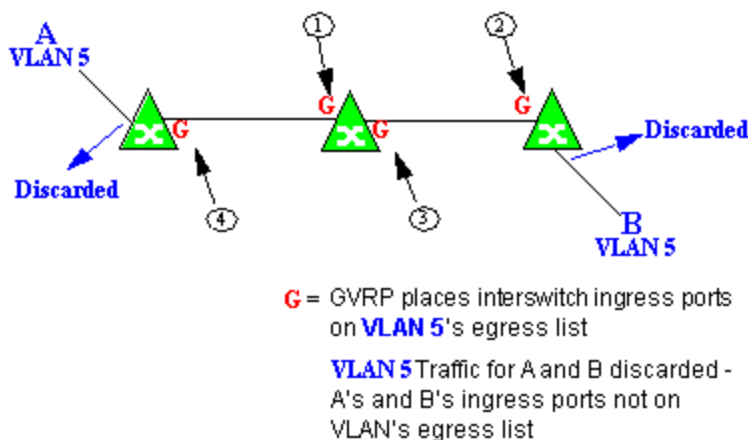 A
VLAN 5
1
2
G
G
G
G
Discarded
Discarded
4
3
B
VLAN 5
G = GVRP places interswitch ingress ports
on VLAN 5's egress list
VLAN 5 Traffic for A and B discarded -
A's and B's ingress ports not on
VLAN's egress list